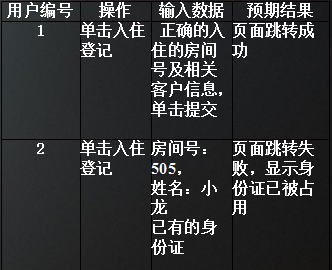 用户编号 操作 输入数据 预期结果
1 单击入住 正确的入 页面跳转成
登记 住的房间 功
号及相关
客户信息，
单击提交
2 单击入住 房间号： 页面跳转失
登记 505， 败，显示身
姓名：小 份证已被占
龙 用
已有的身
份证